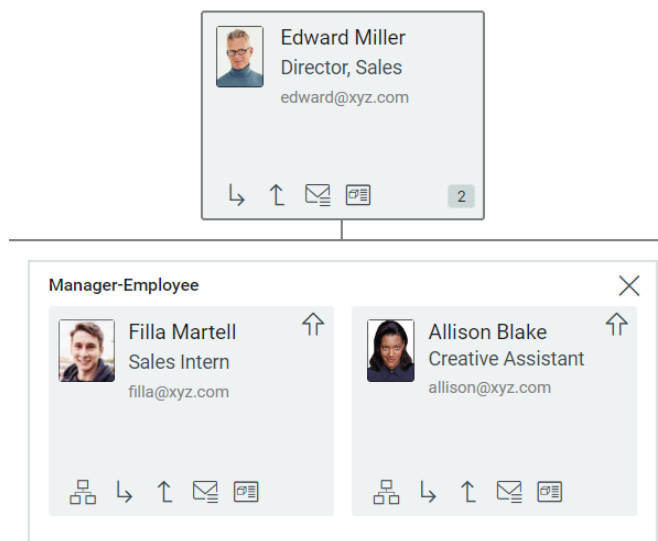 Edward Miller
Director, Sales
edward@xyz.com
2
Manager-Employee
Filla Martell
Sales Intern
filla@xyz.com
Allison Blake
Creative Assistant
allison@xyz.com